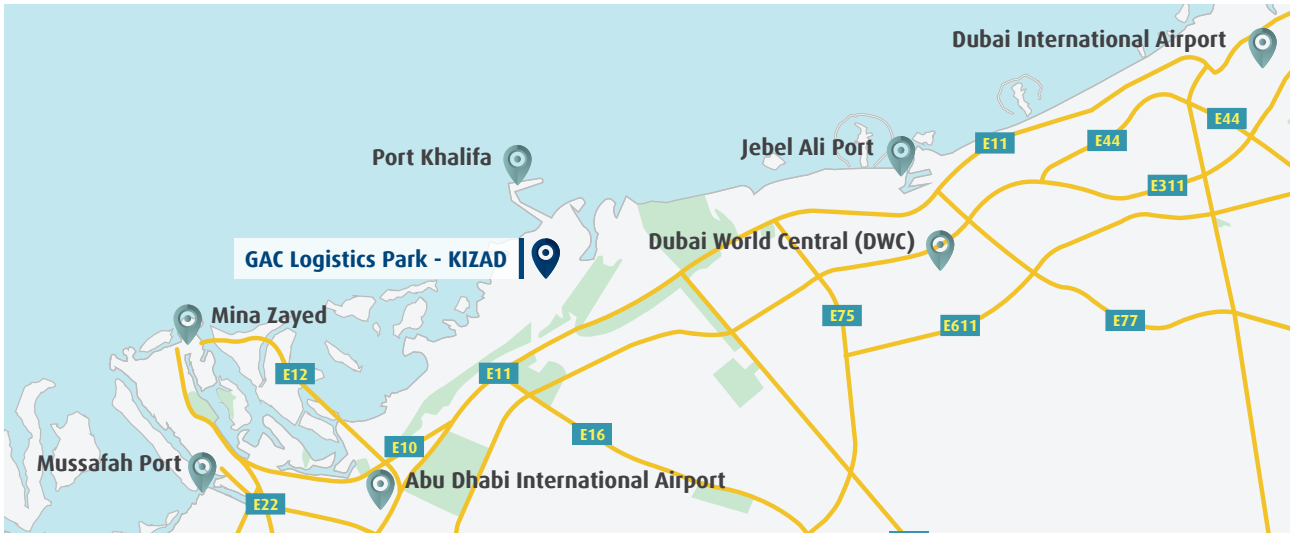 Dubai International Airport
E44
E11
E44
Jebel Ali Port
Port Khalifa
E311
Dubai World Central (DWC)
GAC Logistics Park - KIZAD
Mina Zayed
E75
E611
E77
E12
E11
E16
E10
Mussafah Port
Abu Dhabi International Airport
E22